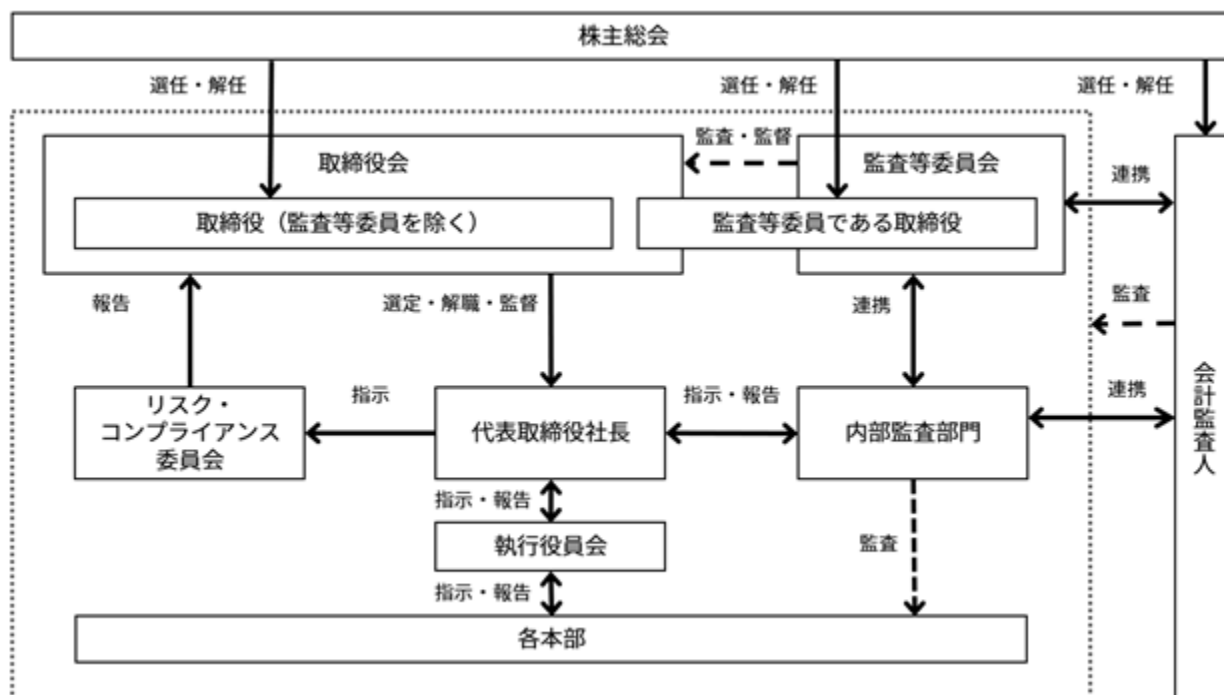 株主総会
選任・解任
選任・解任
選任・解任
監査・監督
取締役会
監査等委員会
連携
取締役（監査等委員を除く）
監査等委員である取締役
報告
選定・解職・監督
連携
監査
リスク・
コンプライアンス
委員会
指示
代表取締役社長
指示・報告
内部監査部門
連携
会計監査人
指示・報告
執行役員会
監査
指示・報告
各本部